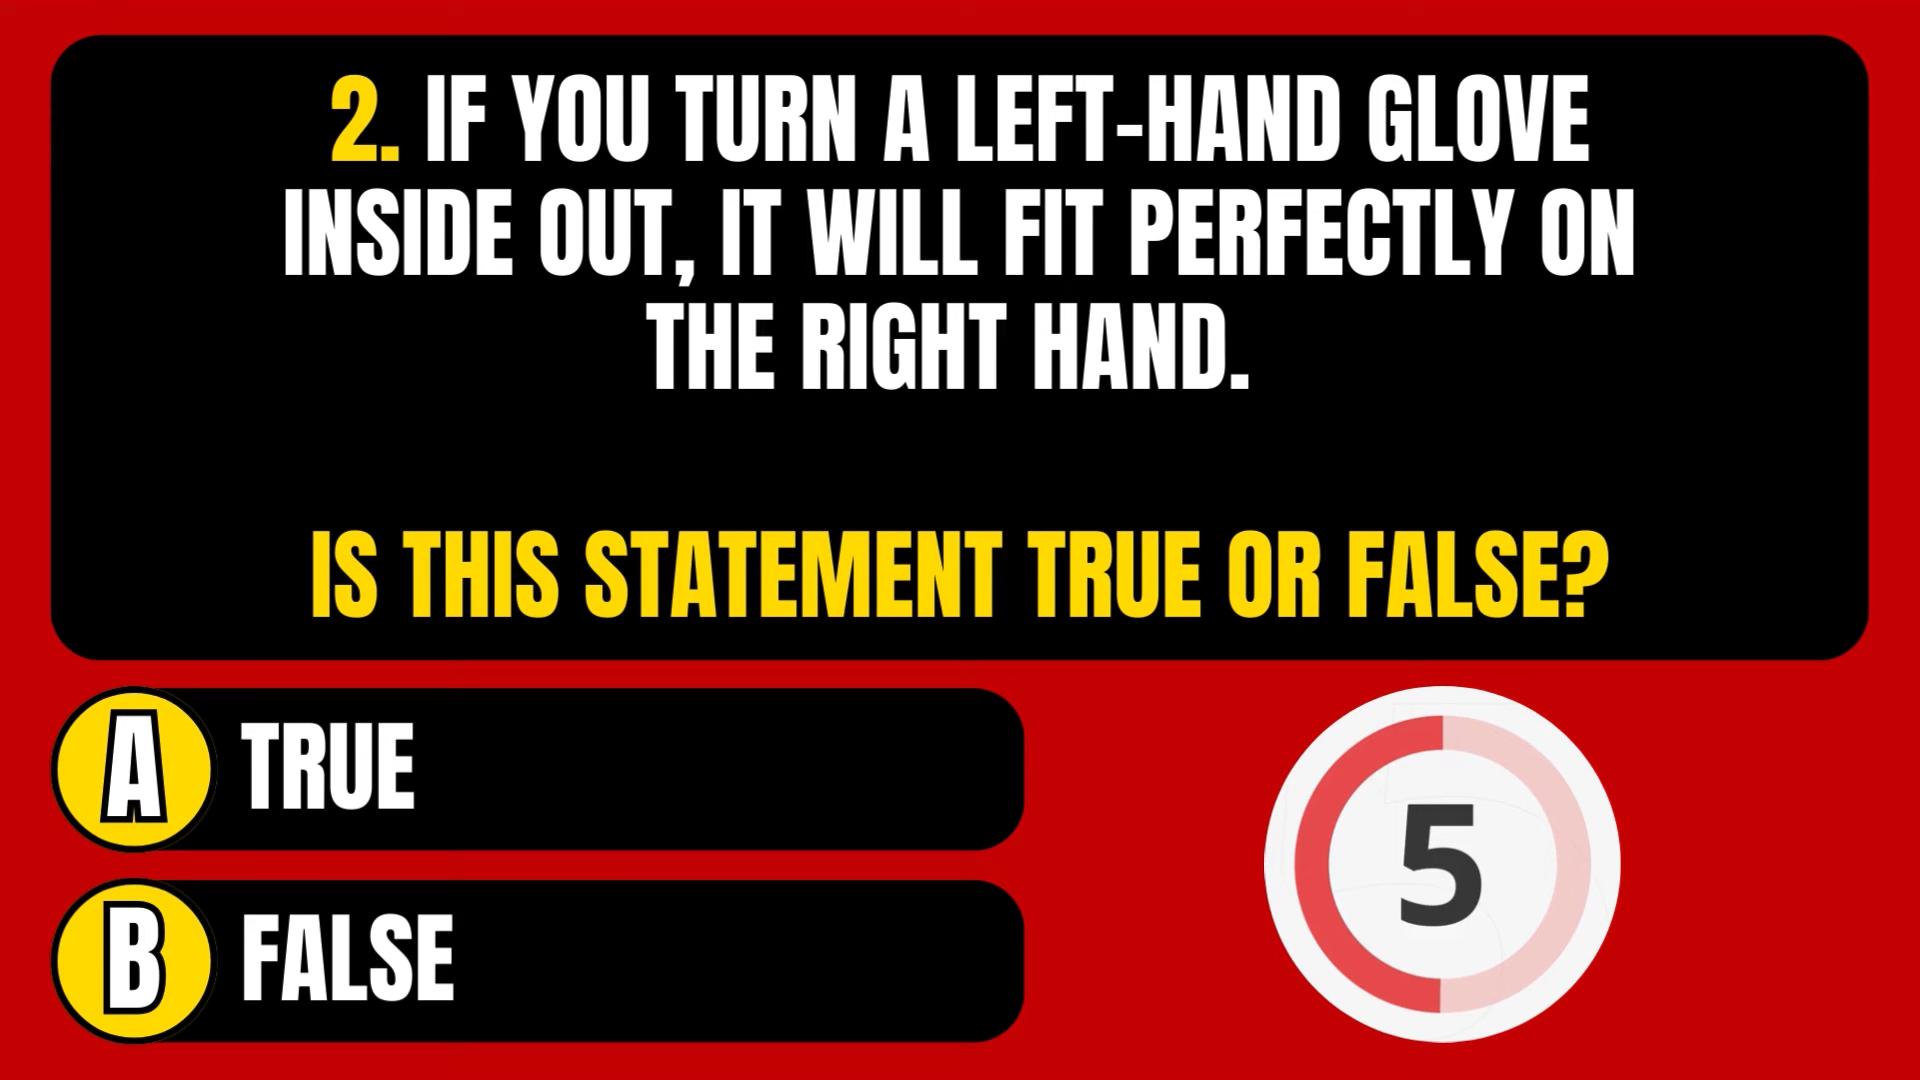 2. IF YOU TURN A LEFT-HAND GLOVE
INSIDE OUT, IT WILL FIT PERFECTLY ON
THE RIGHT HAND.
IS THIS STATEMENT TRUE OR FALSE?
A TRUE
5
B FALSE